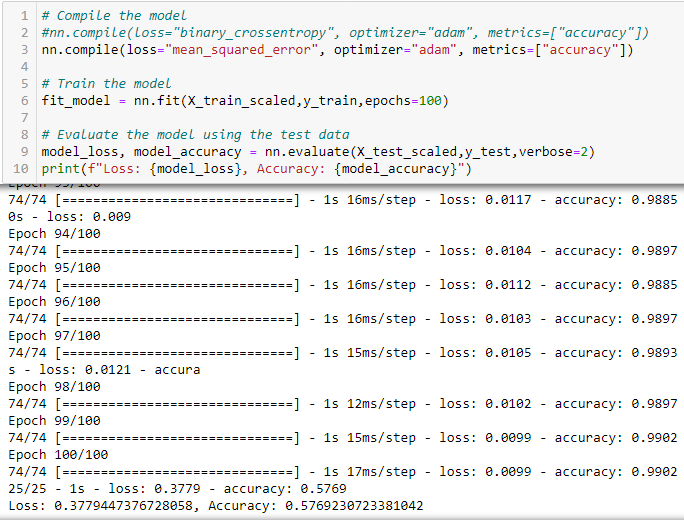 1 # Compile the model
2 #nn.compile(loss="binary_crossentropy", optimizer="adam", metrics=["accuracy"])
3 nn.compile(loss="mean_squared_error", optimizer="adam", metrics=["accuracy"])
4
5 # Train the model
6 fit_model = nn.fit(X_train_scaled,y_train,epochs=100)
7
8 # Evaluate the model using the test data
9 model_loss, model_accuracy = nn.evaluate(X_test_scaled,y_test,verbose=2)
10 print(f"Loss: {model_loss}, Accuracy: {model_accuracy}")
Epoch 93/100
74/74 [==============================] - 1s 16ms/step - loss: 0.0117 - accuracy: 0.9885
0s - loss: 0.009
Epoch 94/100
74/74 [==============================] - 1s 16ms/step - loss: 0.0104 - accuracy: 0.9897
Epoch 95/100
74/74 [==============================] - 1s 16ms/step - loss: 0.0112 - accuracy: 0.9885
Epoch 96/100
74/74 [==============================] - 1s 16ms/step - loss: 0.0103 - accuracy: 0.9897
Epoch 97/100
74/74 [==============================] - 1s 15ms/step - loss: 0.0105 - accuracy: 0.9893
s - loss: 0.0121 - accura
Epoch 98/100
74/74 [==============================] - 1s 12ms/step - loss: 0.0102 - accuracy: 0.9897
Epoch 99/100
74/74 [==============================] - 1s 15ms/step - loss: 0.0099 - accuracy: 0.9902
Epoch 100/100
74/74 [==============================] - 1s 17ms/step - loss: 0.0099 - accuracy: 0.9902
25/25 - 1s - loss: 0.3779 - accuracy: 0.5769
Loss: 0.3779447376728058, Accuracy: 0.5769230723381042